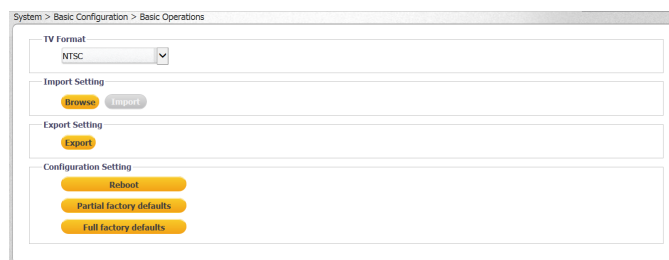 System > Basic Configuration > Basic Operations
TV Format
NTSC
Import Setting
Browse Import
Export Setting
Export
Configuration Setting
Reboot
Partial factory defaults
Full factory defaults